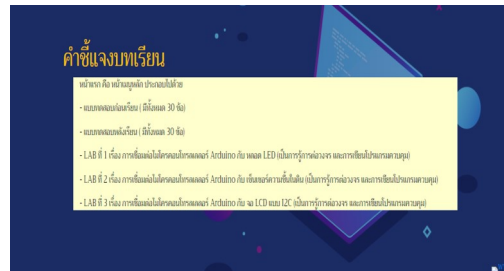 คำชี้แจงบทเรียน
หน้าแรก คือ หน้าเมนูหลัก ประกอบไปด้วย
- แบบทดสอบก่อนเรียน ( มีทั้งหมด 30 ข้อ)
- แบบทดสอบหลังเรียน ( มีทั้งหมด 30 ข้อ)
- LAB ที่ 1 เรื่อง การเชื่อมต่อไมโครคอนโทรลเลอร์ Arduino กับ หลอด LED (เป็นการรู้การต่อวงจร และการเขียนโปรแกรมควบคุม)
- LAB ที่ 2 เรื่อง การเชื่อมต่อไมโครคอนโทรลเลอร์ Arduino กับ เซ็นเซอร์ความชื้นในดิน (เป็นการรู้การต่อวงจร และการเขียนโปรแกรมควบคุม)
- LAB ที่ 3 เรื่อง การเชื่อมต่อไมโครคอนโทรลเลอร์ Arduino กับ จอ LCD แบบ I2C (เป็นการรู้การต่อวงจร และการเขียนโปรแกรมควบคุม)